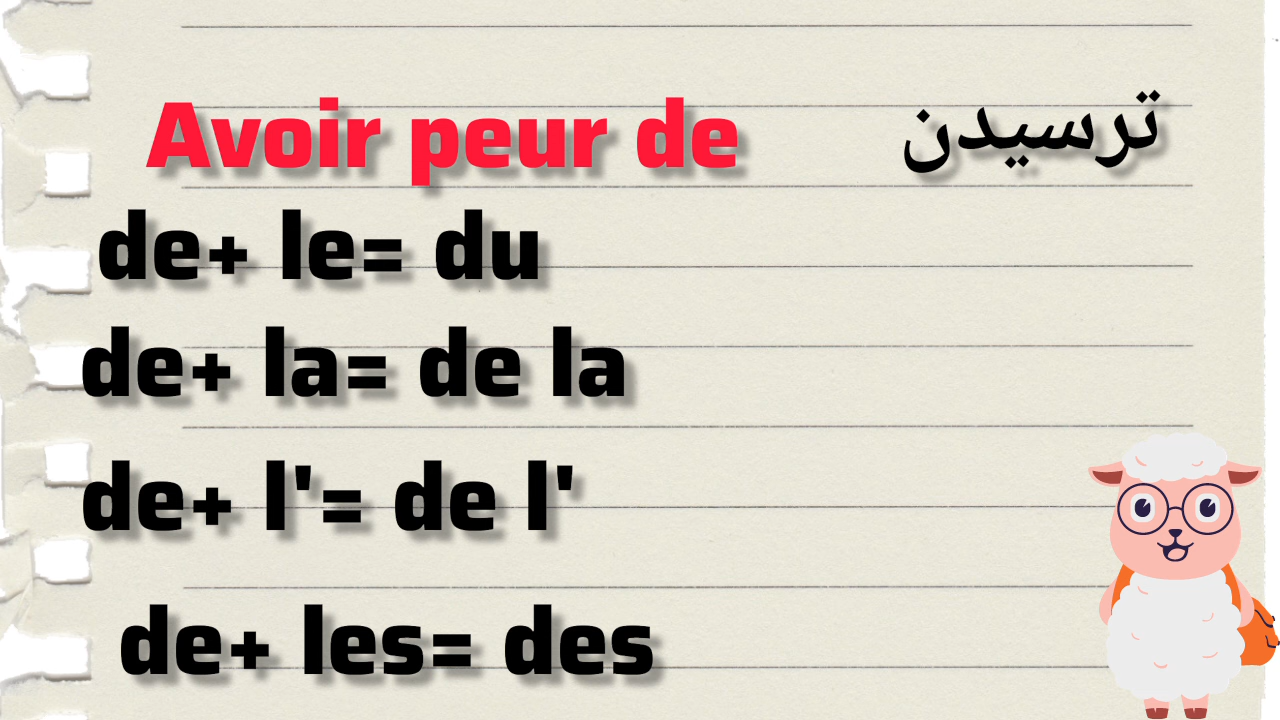 Avoir peur de ترسیدن
de+ le= du
de+ la= de la
de+ l'= de l'
de+ les= des